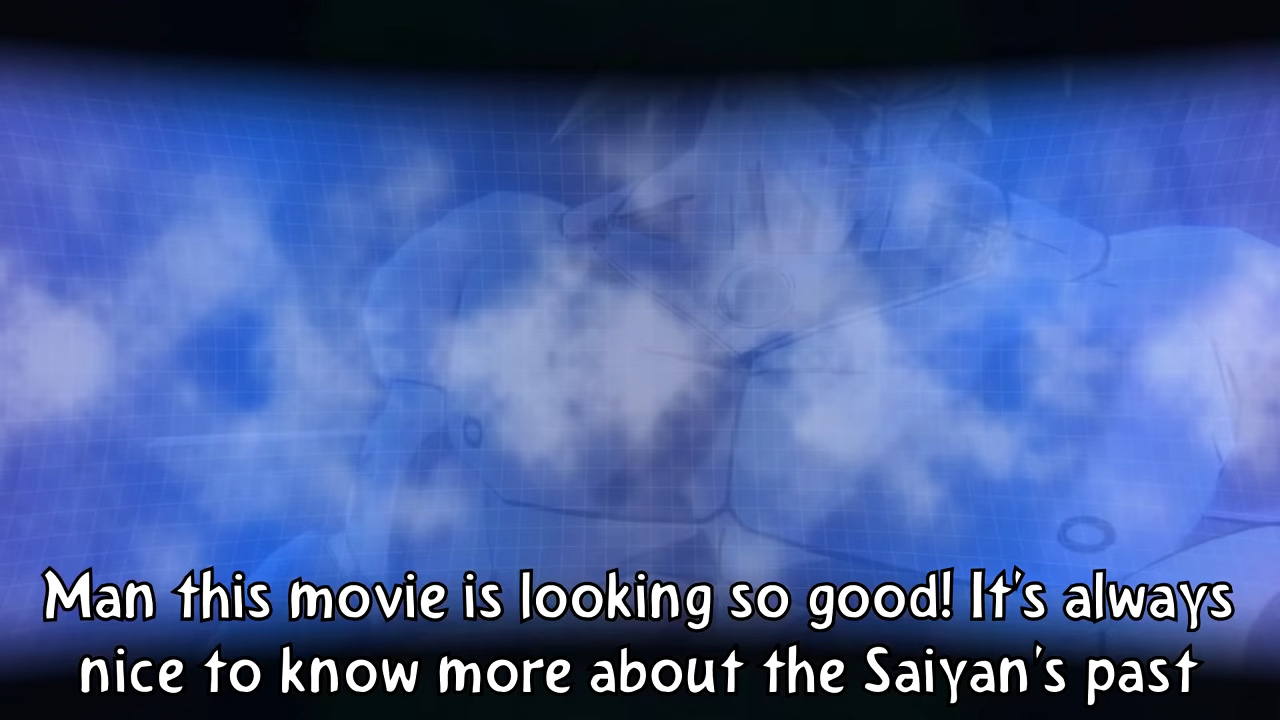 Man this movie is looking so good! It's always
nice to know more about the Saiyan's past